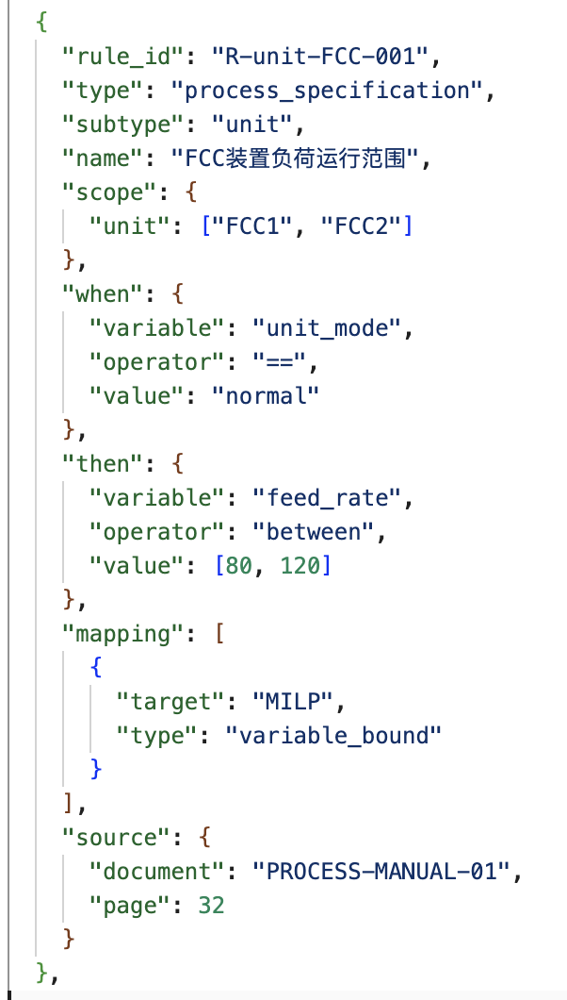 {
  "rule_id": "R-unit-FCC-001",
  "type": "process_specification",
  "subtype": "unit",
  "name": "FCC装置负荷运行范围",
  "scope": {
    "unit": ["FCC1", "FCC2"]
  },
  "when": {
    "variable": "unit_mode",
    "operator": "==",
    "value": "normal"
  },
  "then": {
    "variable": "feed_rate",
    "operator": "between",
    "value": [80, 120]
  },
  "mapping": [
    {
      "target": "MILP",
      "type": "variable_bound"
    }
  ],
  "source": {
    "document": "PROCESS-MANUAL-01",
    "page": 32
  }
},